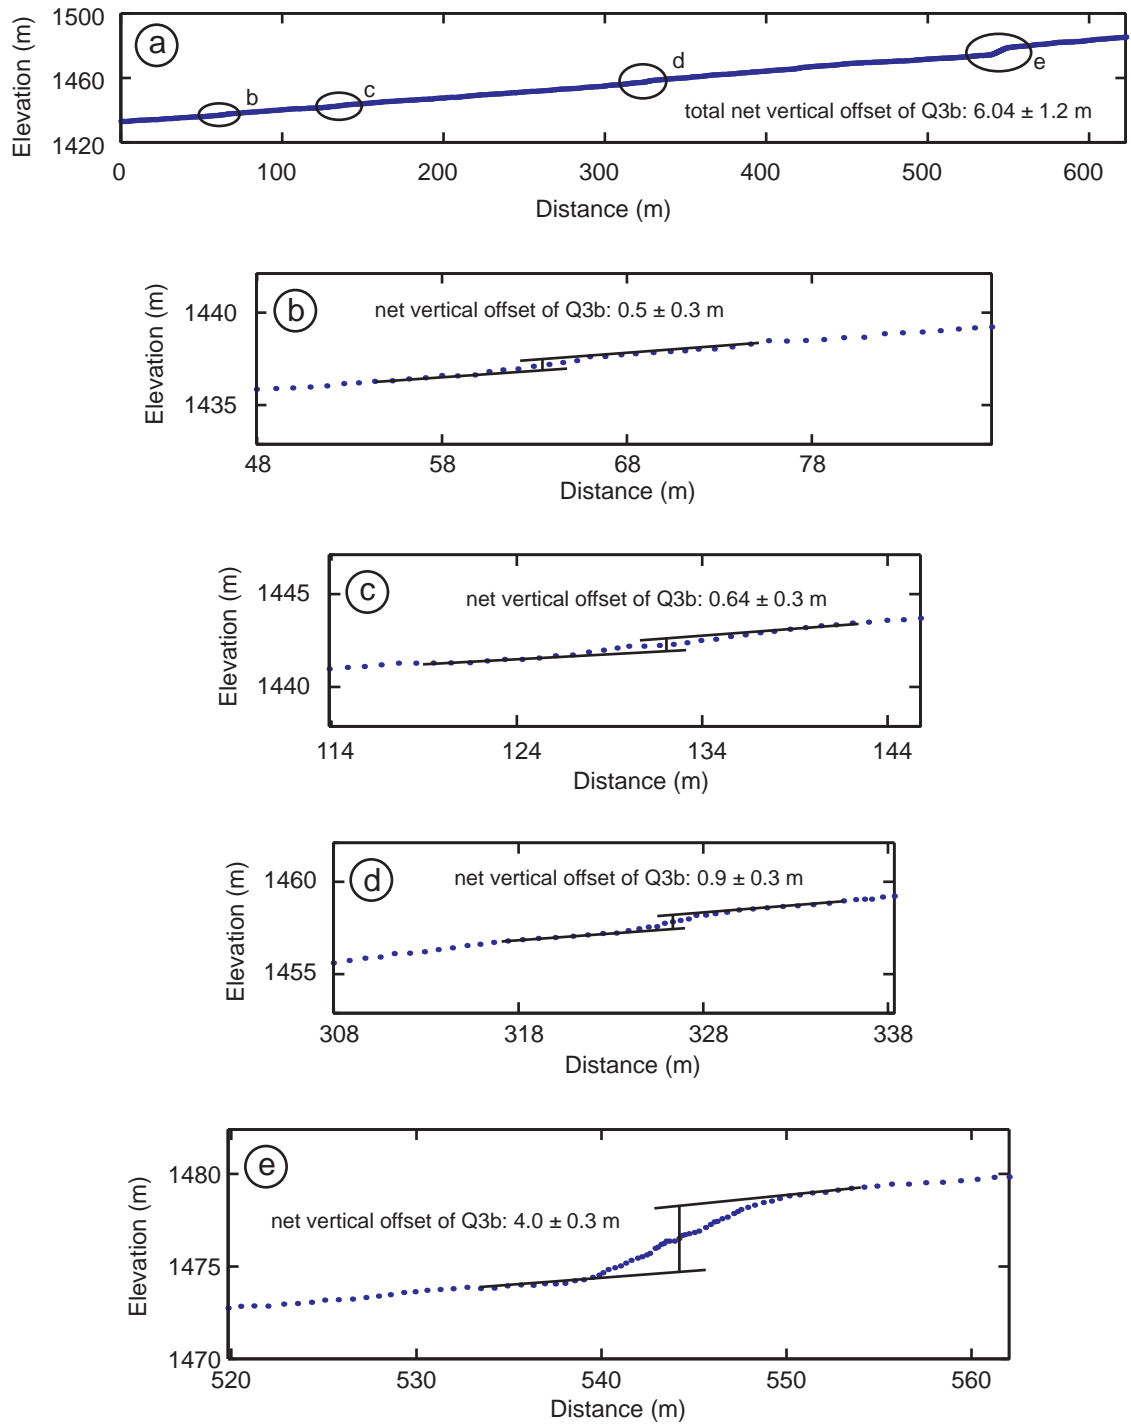 1500
1460
1420
Elevation (m)
a
b
c
d
e
total net vertical offset of Q3b: 6.04 ± 1.2 m
0 100 200 300 400 500 600
Distance (m)
b
net vertical offset of Q3b: 0.5 ± 0.3 m
1440
1435
Elevation (m)
48 58 68 78
Distance (m)
c
net vertical offset of Q3b: 0.64 ± 0.3 m
1445
1440
Elevation (m)
114 124 134 144
Distance (m)
d
net vertical offset of Q3b: 0.9 ± 0.3 m
1460
1455
Elevation (m)
308 318 328 338
Distance (m)
e
net vertical offset of Q3b: 4.0 ± 0.3 m
1480
1475
1470
Elevation (m)
520 530 540 550 560
Distance (m)